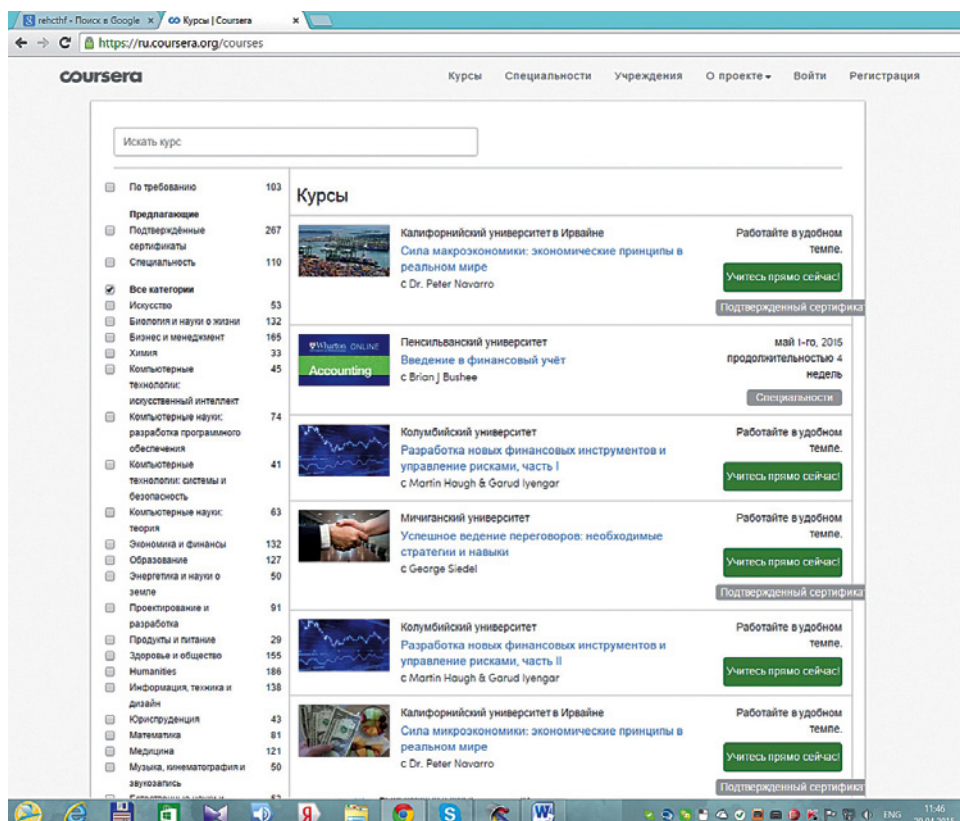 rehcthf - Поиск в Google
Курсы | Coursera
https://ru.coursera.org/courses
coursera
Курсы Специальности Учреждения О проекте Войти Регистрация
Искать курс
По требованию 103
Предлагающие
Подтверждённые 267
сертификаты
Специальность 110
Все категории
Искусство 53
Биология и науки о жизни 132
Бизнес и менеджмент 165
Химия 33
Компьютерные 45
технологии:
искусственный интеллект
Компьютерные науки: 74
разработка программного
обеспечения
Компьютерные 41
технологии: системы и
безопасность
Компьютерные науки: 63
теория
Экономика и финансы 132
Образование 127
Энергетика и науки о 50
земле
Проектирование и 91
разработка
Продукты и питание 29
Здоровье и общество 155
Humanities 186
Информация, техника и 138
дизайн
Юриспруденция 43
Математика 81
Медицина 121
Музыка, кинематография и 50
звукозапись
Курсы
Калифорнийский университет в Ирвайне
Сила макроэкономики: экономические принципы в
реальном мире
с Dr. Peter Navarro
Работайте в удобном
темпе.
Учитесь прямо сейчас!
Подтвержденный сертификат
Wharton ONLINE
Accounting
Пенсильванский университет
Введение в финансовый учёт
с Brian J Bushee
май 1-го, 2015
продолжительностью 4
недель
Специальности
Колумбийский университет
Разработка новых финансовых инструментов и
управление рисками, часть I
с Martin Haugh & Garud Iyengar
Работайте в удобном
темпе.
Учитесь прямо сейчас!
Мичиганский университет
Успешное ведение переговоров: необходимые
стратегии и навыки
с George Siedel
Работайте в удобном
темпе.
Учитесь прямо сейчас!
Подтвержденный сертификат
Колумбийский университет
Разработка новых финансовых инструментов и
управление рисками, часть II
с Martin Haugh & Garud Iyengar
Работайте в удобном
темпе.
Учитесь прямо сейчас!
Калифорнийский университет в Ирвайне
Сила микроэкономики: экономические принципы в
реальном мире
с Dr. Peter Navarro
Работайте в удобном
темпе.
Учитесь прямо сейчас!
Подтвержденный сертификат
ENG
11:46